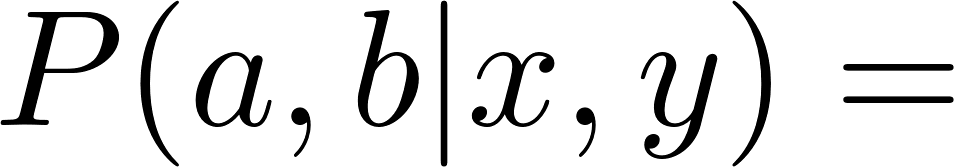 P(a, b|x, y) =